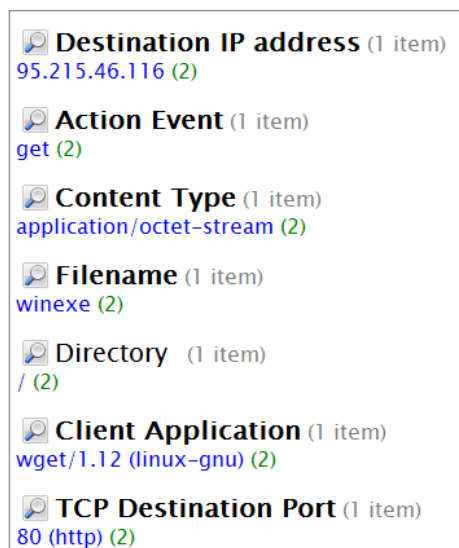 Destination IP address (1 item)
95.215.46.116 (2)
Action Event (1 item)
get (2)
Content Type (1 item)
application/octet-stream (2)
Filename (1 item)
winexe (2)
Directory (1 item)
/ (2)
Client Application (1 item)
wget/1.12 (linux-gnu) (2)
TCP Destination Port (1 item)
80 (http) (2)